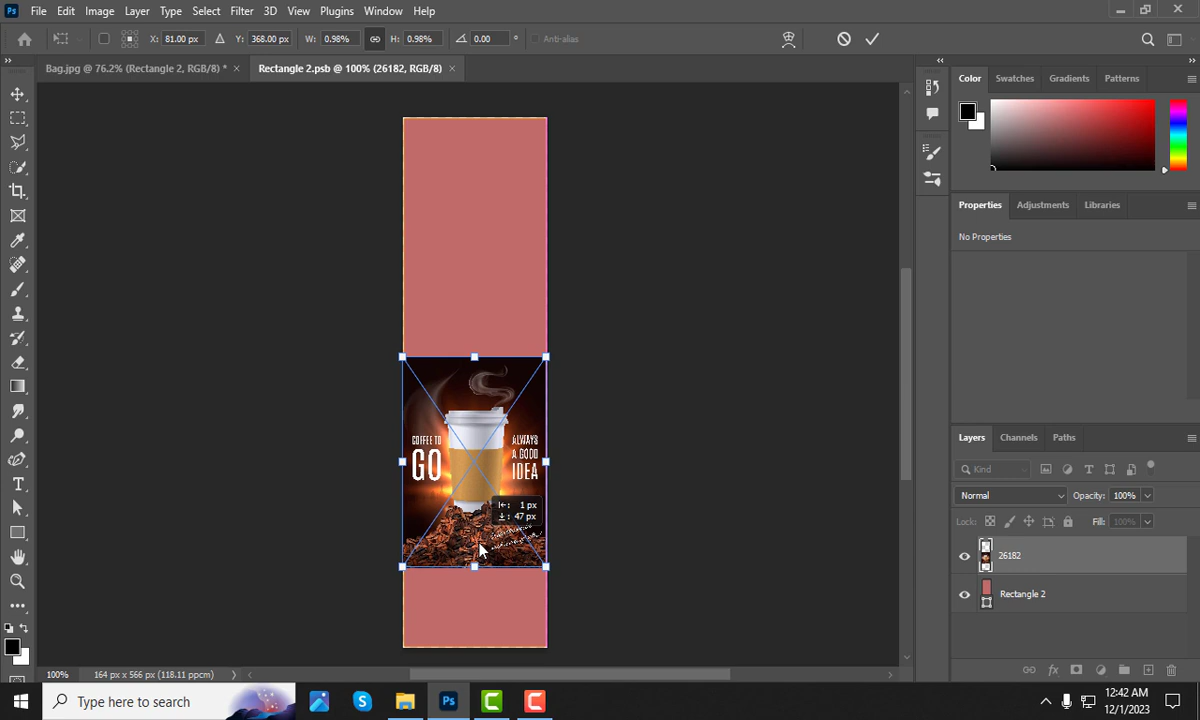 Ps File Edit Image Layer Type Select Filter 3D View Plugins Window Help
X: 81.00 px Y: 368.00 px W: 0.98% H: 0.98% 0.00 ° Anti-alias
Bag.jpg @ 76.2% (Rectangle 2, RGB/8) * × Rectangle 2.psb @ 100% (26182, RGB/8) ×
Color Swatches Gradients Patterns
Properties Adjustments Libraries
No Properties
COFFEE TO
GO
ALWAYS
A GOOD
IDEA
1 px
47 px
Layers Channels Paths
Kind
Normal Opacity: 100%
Lock: Fill: 100%
26182
Rectangle 2
100% 164 px x 566 px (118.11 ppcm)
Type here to search
12:42 AM
12/1/2023